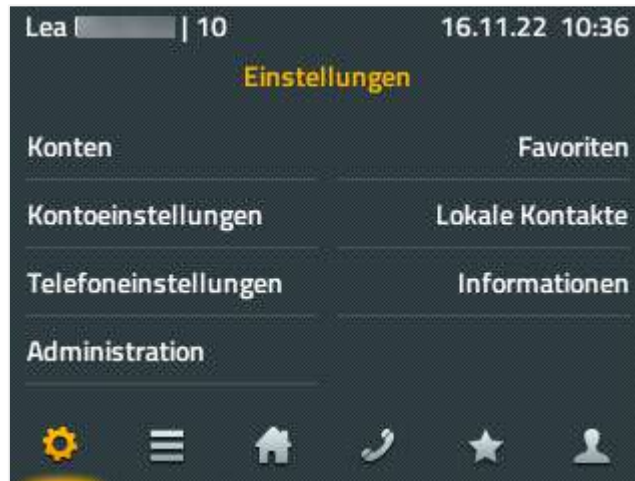 Lea | 10 16.11.22 10:36
Einstellungen
Konten Favoriten
Kontoeinstellungen Lokale Kontakte
Telefoneinstellungen Informationen
Administration